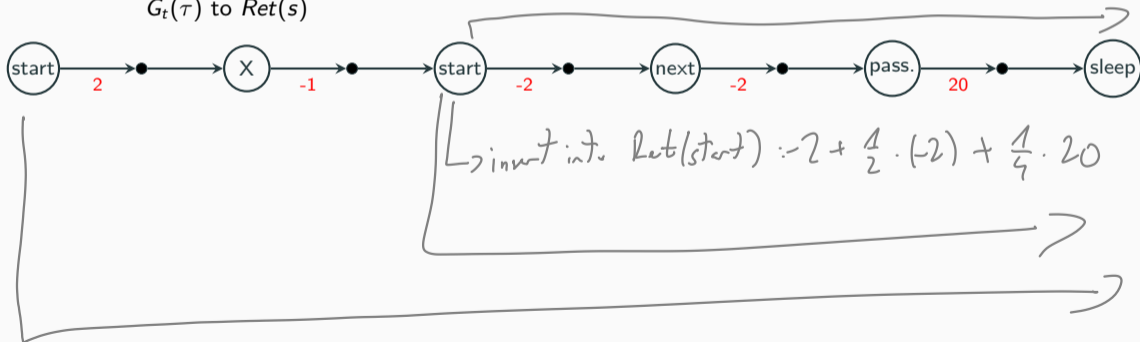 G_t(τ) to Ret(s)
start X start next pass. sleep
2 -1 -2 -2 20
insert into Ret(start) : -2 + 1/2 · (-2) + 1/4 · 20